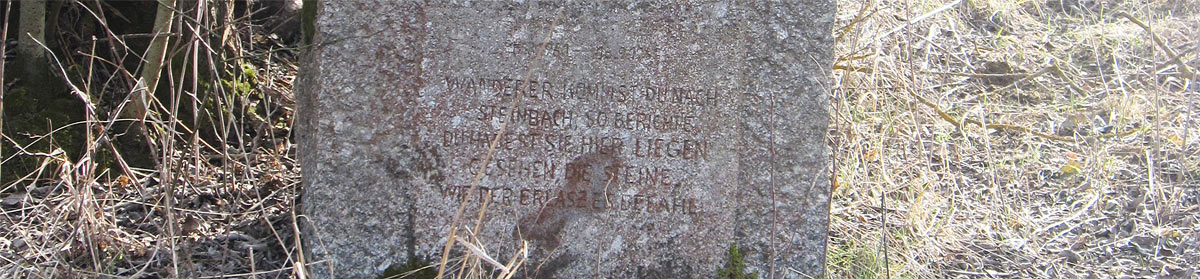 WANDERER KOMMST DU NACH
STEINBACH, SO BERICHTE,
DU HABEST SIE HIER LIEGEN
GESEHEN DIE STEINE,
WIE DER ERLASZ ES BEFAHL.